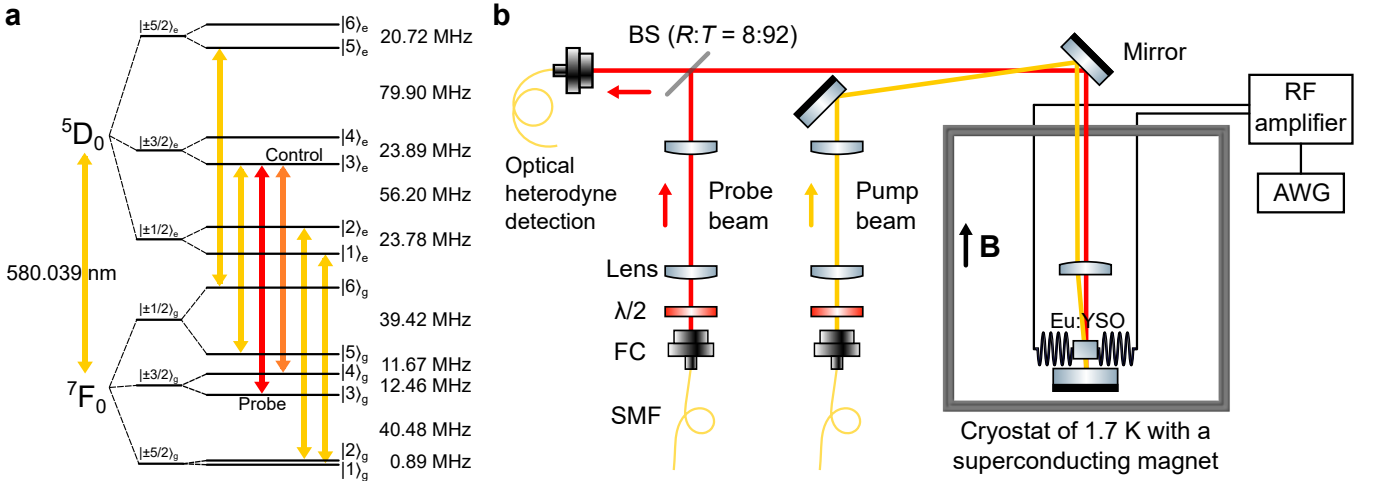 a
|±5/2⟩e
|6⟩e
20.72 MHz
|5⟩e
79.90 MHz
⁵D₀
|±3/2⟩e
|4⟩e
Control
23.89 MHz
|3⟩e
56.20 MHz
|±1/2⟩e
|2⟩e
23.78 MHz
|1⟩e
580.039 nm
|±1/2⟩g
|6⟩g
39.42 MHz
|5⟩g
11.67 MHz
|±3/2⟩g
|4⟩g
12.46 MHz
⁷F₀
|3⟩g
Probe
40.48 MHz
|±5/2⟩g
|2⟩g
0.89 MHz
|1⟩g
b
BS (R:T = 8:92)
Mirror
RF
amplifier
AWG
Optical
heterodyne
detection
Probe
beam
Pump
beam
B
Lens
λ/2
FC
SMF
Eu:YSO
Cryostat of 1.7 K with a
superconducting magnet